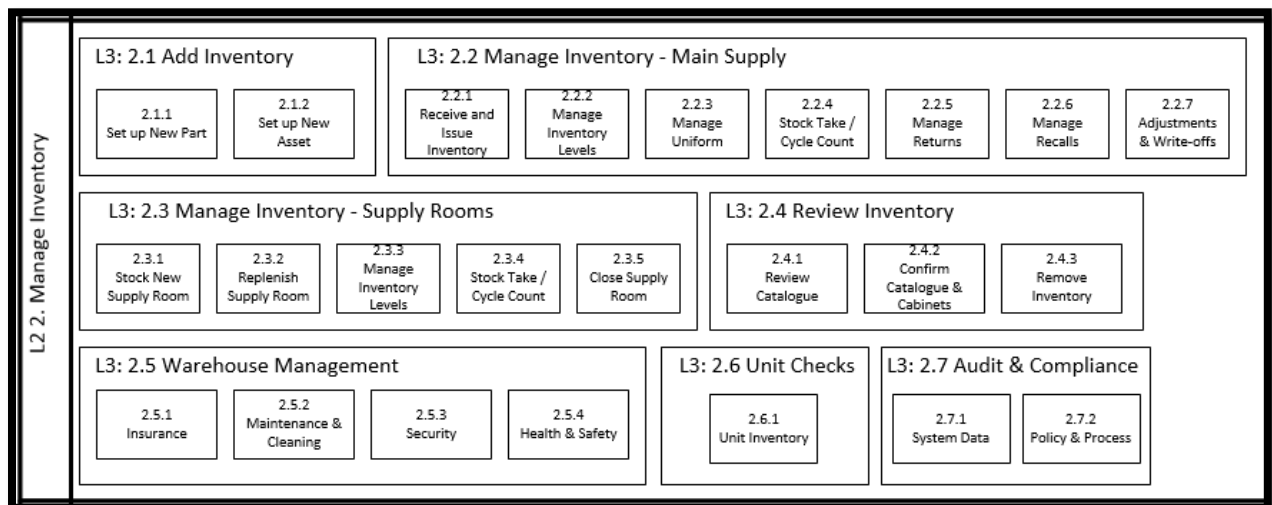 L2 2. Manage Inventory
L3: 2.1 Add Inventory
2.1.1
Set up New Part
2.1.2
Set up New
Asset
L3: 2.2 Manage Inventory - Main Supply
2.2.1
Receive and
Issue
Inventory
2.2.2
Manage
Inventory
Levels
2.2.3
Manage
Uniform
2.2.4
Stock Take /
Cycle Count
2.2.5
Manage
Returns
2.2.6
Manage
Recalls
2.2.7
Adjustments
& Write-offs
L3: 2.3 Manage Inventory - Supply Rooms
2.3.1
Stock New
Supply Room
2.3.2
Replenish
Supply Room
2.3.3
Manage
Inventory
Levels
2.3.4
Stock Take /
Cycle Count
2.3.5
Close Supply
Room
L3: 2.4 Review Inventory
2.4.1
Review
Catalogue
2.4.2
Confirm
Catalogue &
Cabinets
2.4.3
Remove
Inventory
L3: 2.5 Warehouse Management
2.5.1
Insurance
2.5.2
Maintenance &
Cleaning
2.5.3
Security
2.5.4
Health & Safety
L3: 2.6 Unit Checks
2.6.1
Unit Inventory
L3: 2.7 Audit & Compliance
2.7.1
System Data
2.7.2
Policy & Process